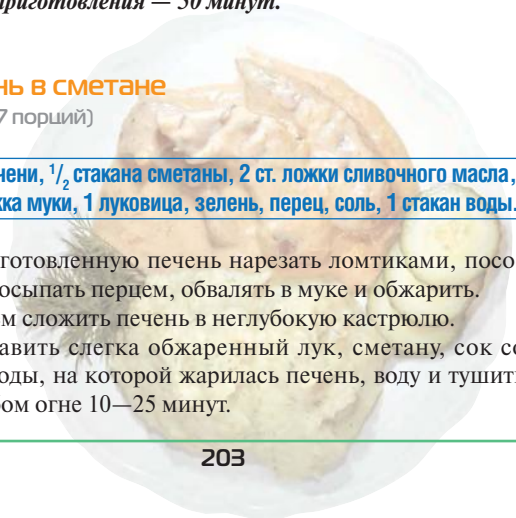 приготовления — 50 минут.
нь в сметане
7 порций)
чени, 1/2 стакана сметаны, 2 ст. ложки сливочного масла,
жка муки, 1 луковица, зелень, перец, соль, 1 стакан воды.
готовленную печень нарезать ломтиками, посо
осыпать перцем, обвалять в муке и обжарить.
м сложить печень в неглубокую кастрюлю.
авить слегка обжаренный лук, сметану, сок со
оды, на которой жарилась печень, воду и тушить
ром огне 10—25 минут.
203